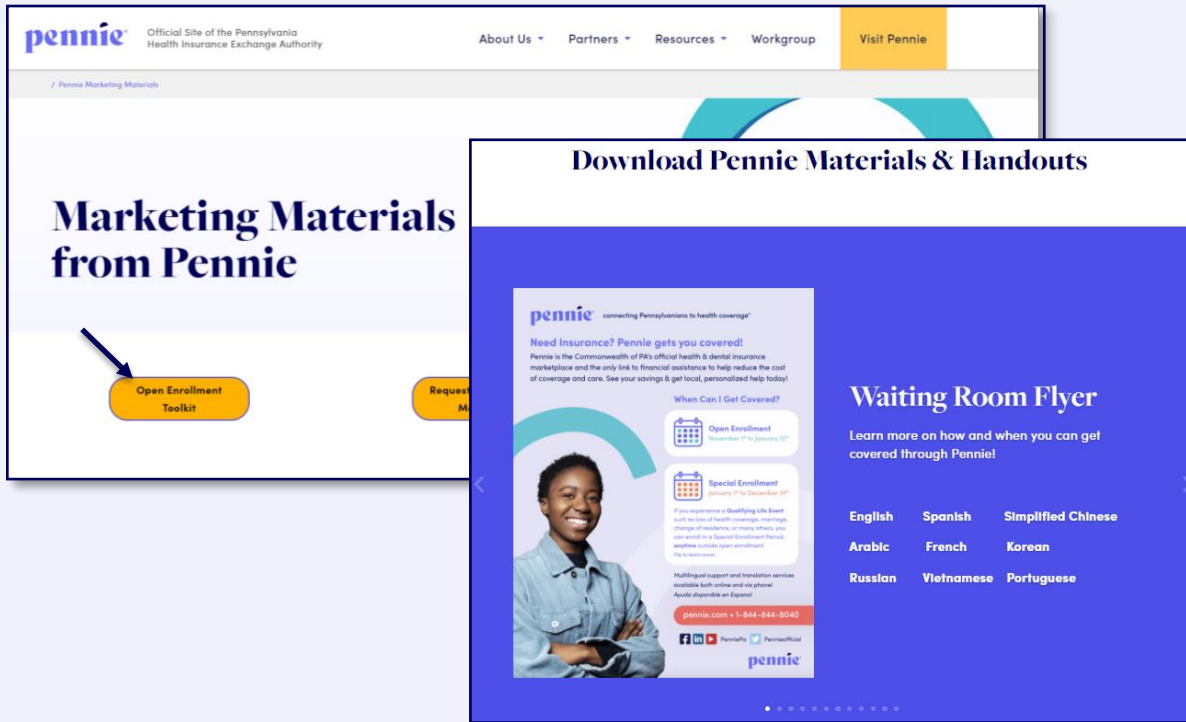 pennie
Official Site of the Pennsylvania
Health Insurance Exchange Authority
About Us
Partners
Resources
Workgroup
Visit Pennie
/ Pennie Marketing Materials
Marketing Materials
from Pennie
Open Enrollment
Toolkit
Request
M
Download Pennie Materials & Handouts
pennie connecting Pennsylvanians to health coverage
Need Insurance? Pennie gets you covered!
Pennie is the Commonwealth of PA's official health & dental insurance
marketplace and the only link to financial assistance to help reduce the cost
of coverage and care. See your savings & get local, personalized help today!
When Can I Get Covered?
Open Enrollment
November 1st to January 15th
Special Enrollment
January 1st to December 31st
If you experience a Qualifying Life Event
such as loss of health coverage, marriage,
change of residence, or many others, you
can enroll in a Special Enrollment Period,
anytime outside open enrollment.
to learn more!
Multilingual support and translation services
available both online and via phone!
Ayuda disponible en Espanol
pennie.com • 1-844-844-8040
PenniePa Pennieofficial
pennie
Waiting Room Flyer
Learn more on how and when you can get
covered through Pennie!
English Spanish Simplified Chinese
Arabic French Korean
Russian Vietnamese Portuguese